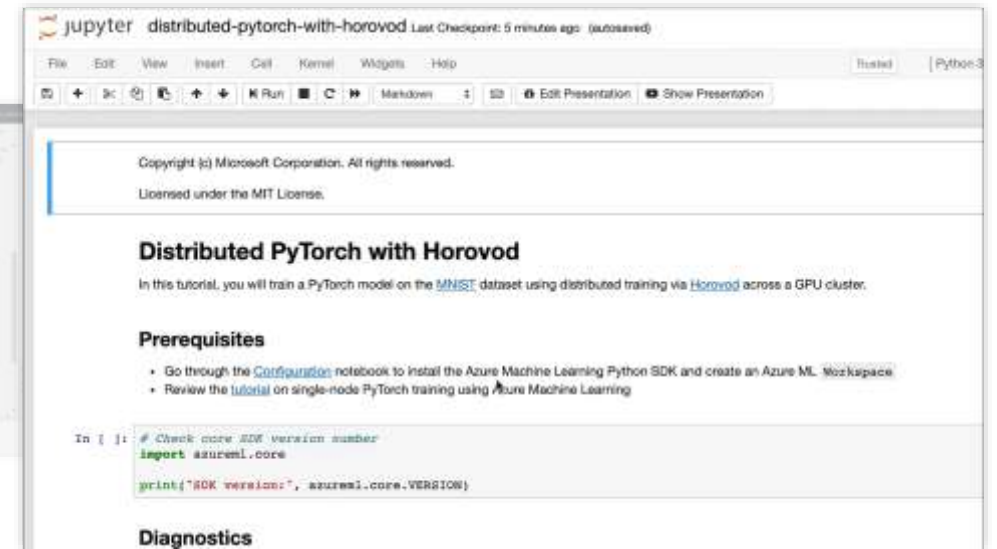 jupyter distributed-pytorch-with-horovod Last Checkpoint: 5 minutes ago (autosaved)
File Edit View Insert Cell Kernel Widgets Help Trusted [Python 3
Run Markdown Edit Presentation Show Presentation
Copyright (c) Microsoft Corporation. All rights reserved.
Licensed under the MIT License.
Distributed PyTorch with Horovod
In this tutorial, you will train a PyTorch model on the MNIST dataset using distributed training via Horovod across a GPU cluster.
Prerequisites
• Go through the Configuration notebook to install the Azure Machine Learning Python SDK and create an Azure ML Workspace
• Review the tutorial on single-node PyTorch training using Azure Machine Learning
In [ ]: # Check core SDK version number
import azureml.core
print("SDK version:", azureml.core.VERSION)
Diagnostics